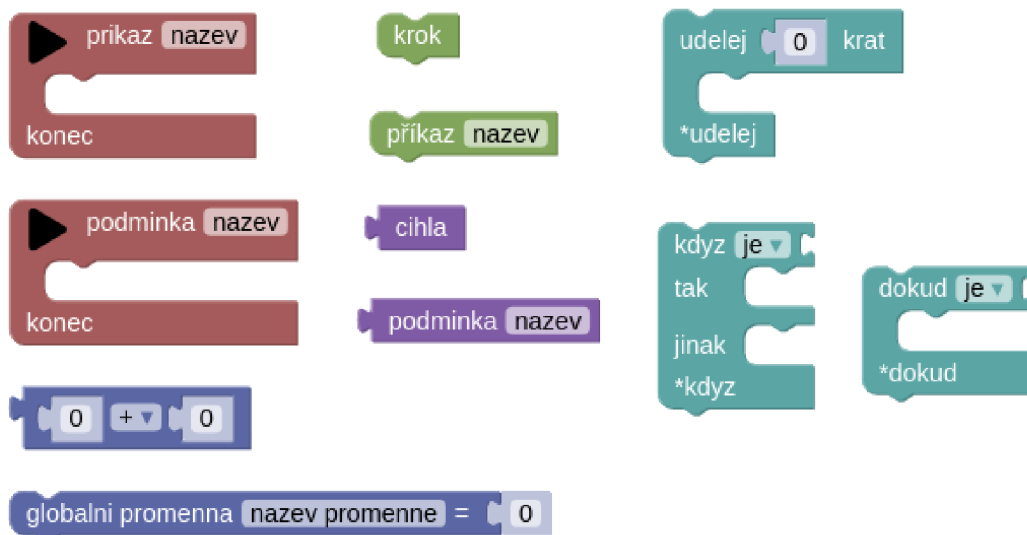 prikaz nazev
konec
krok
příkaz nazev
udelej 0 krat
*udelej
podminka nazev
konec
cihla
podminka nazev
kdyz je
tak
jinak
*kdyz
dokud je
*dokud
0 + 0
globalni promenna nazev promenne = 0